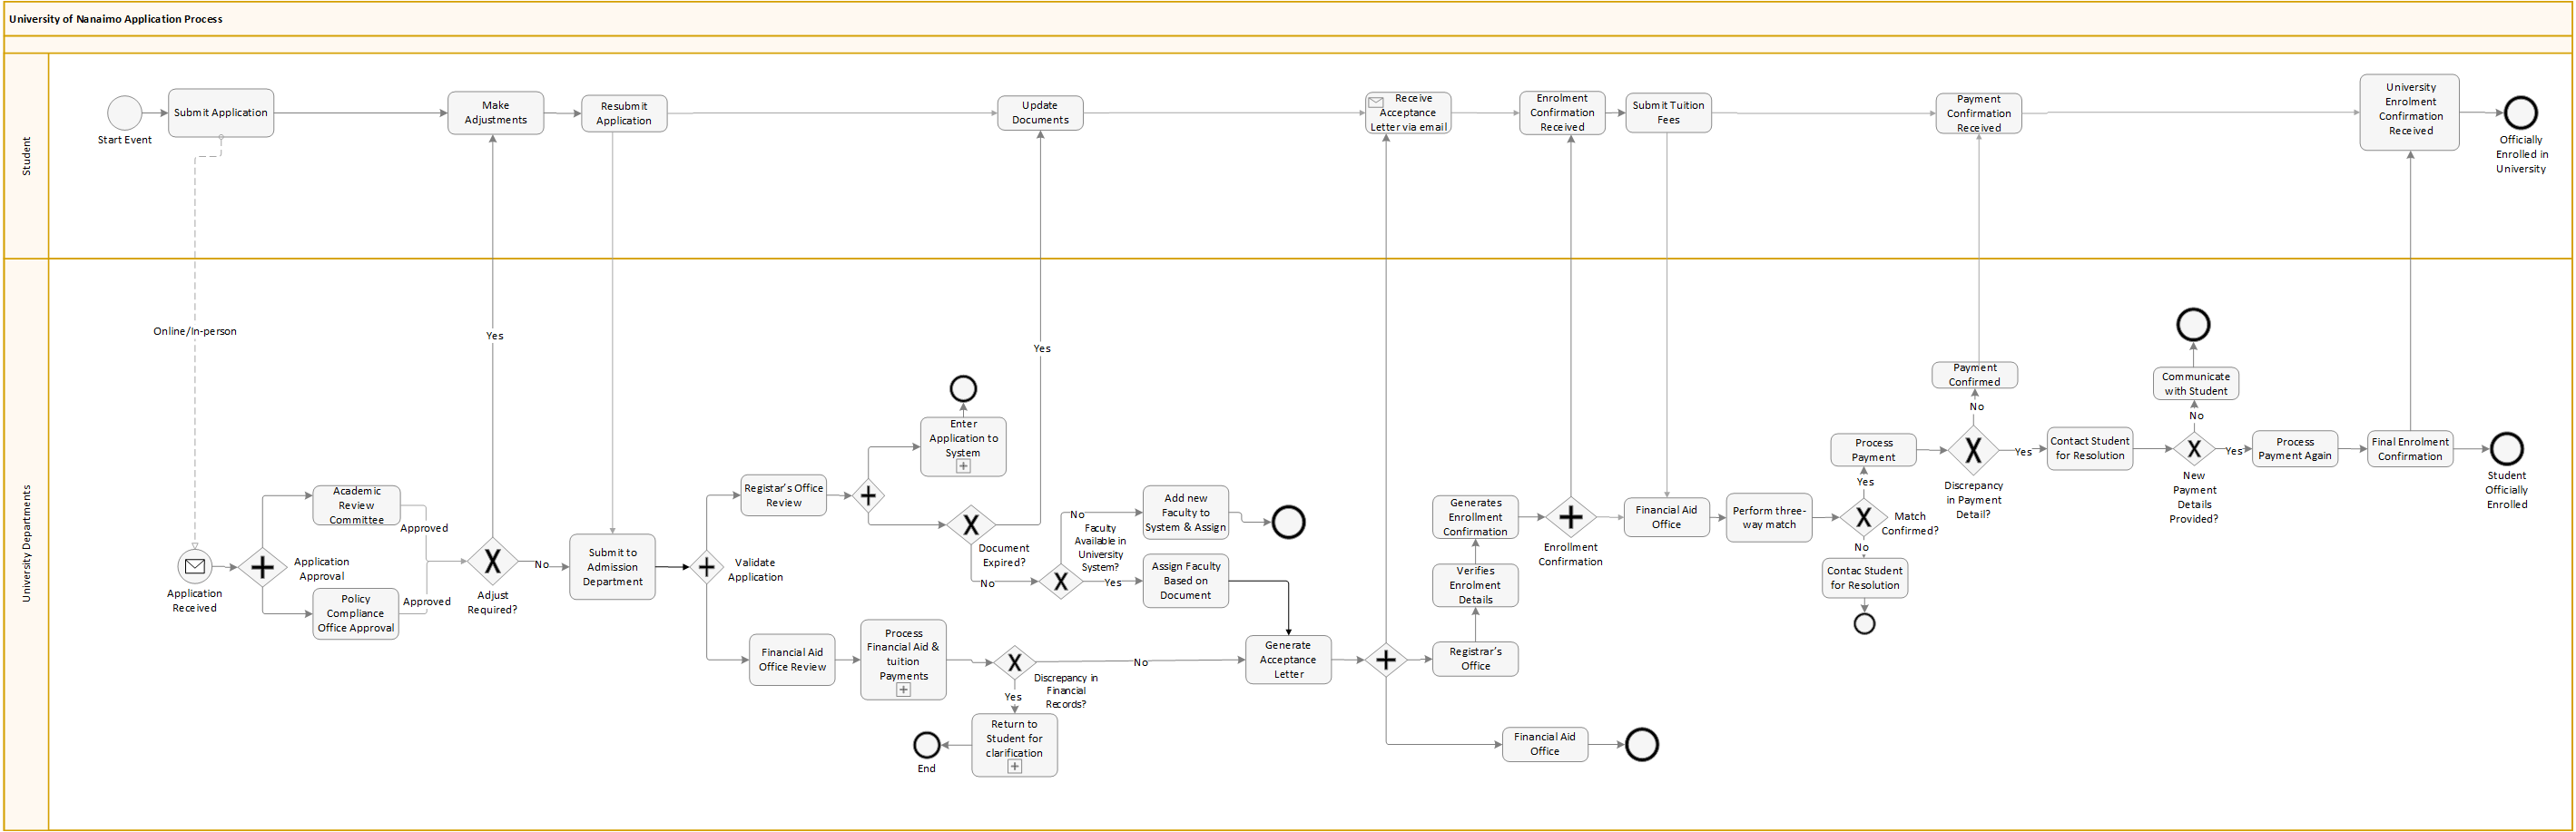 University of Nanaimo Application Process
Student
Start Event
Submit Application
Make
Adjustments
Resubmit
Application
Update
Documents
Receive
Acceptance
Letter via email
Enrolment
Confirmation
Received
Submit Tuition
Fees
Payment
Confirmation
Received
University
Enrolment
Confirmation
Received
Officially
Enrolled in
University
University Departments
Online/In-person
Application
Received
Application
Approval
Academic
Review
Committee
Approved
Policy
Compliance
Office Approval
Approved
Yes
Adjust
Required?
No
Submit to
Admission
Department
Validate
Application
Registar's Office
Review
Enter
Application to
System
Yes
Document
Expired?
No
No
Faculty
Available in
University
System?
Yes
Add new
Faculty to
System & Assign
Assign Faculty
Based on
Document
Financial Aid
Office Review
Process
Financial Aid &
tuition
Payments
Discrepancy in
Financial
Records?
No
Yes
Return to
Student for
clarification
End
Generate
Acceptance
Letter
Registrar's
Office
Verifies
Enrolment
Details
Generates
Enrollment
Confirmation
Enrollment
Confirmation
Financial Aid
Office
Financial Aid
Office
Perform three-
way match
Match
Confirmed?
Yes
Process
Payment
No
Contac Student
for Resolution
Discrepancy
in Payment
Detail?
No
Payment
Confirmed
Yes
Contact Student
for Resolution
New
Payment
Details
Provided?
No
Communicate
with Student
Yes
Process
Payment Again
Final Enrolment
Confirmation
Student
Officially
Enrolled